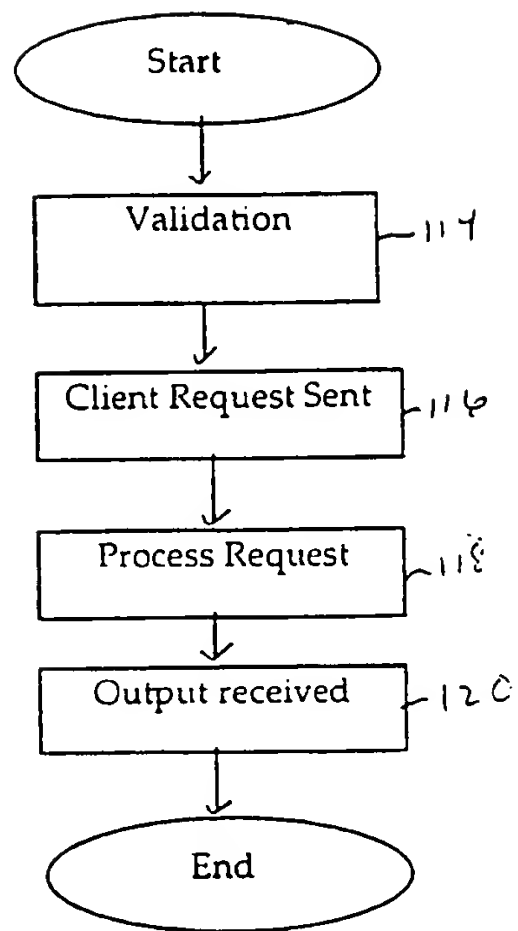 Start
Validation
114
Client Request Sent
116
Process Request
118
Output received
120
End